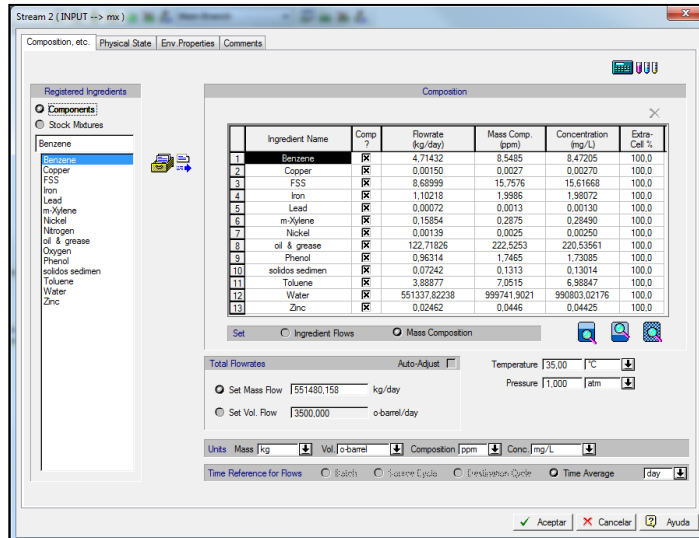 Stream 2 (INPUT --> mx)
Composition, etc. Physical State Env.Properties Comments
Registered Ingredients
Components
Stock Mixtures
Benzene
Benzene
Copper
FSS
Iron
Lead
m-Xylene
Nickel
Nitrogen
oil & grease
Oxygen
Phenol
solidos sedimen
Toluene
Water
Zinc
Composition
Ingredient Name Comp ? Flowrate (kg/day) Mass Comp. (ppm) Concentration (mg/L) Extra-Cell %
1 Benzene 4,71432 8,5485 8,47205 100,0
2 Copper 0,00150 0,0027 0,00270 100,0
3 FSS 8,68999 15,7576 15,61668 100,0
4 Iron 1,10218 1,9986 1,98072 100,0
5 Lead 0,00072 0,0013 0,00130 100,0
6 m-Xylene 0,15854 0,2875 0,28490 100,0
7 Nickel 0,00139 0,0025 0,00250 100,0
8 oil & grease 122,71826 222,5253 220,53561 100,0
9 Phenol 0,96314 1,7465 1,73085 100,0
10 solidos sedimen 0,07242 0,1313 0,13014 100,0
11 Toluene 3,88877 7,0515 6,98847 100,0
12 Water 551337,82238 999741,9021 990803,02176 100,0
13 Zinc 0,02462 0,0446 0,04425 100,0
Set Ingredient Flows Mass Composition
Total Flowrates Auto-Adjust
Set Mass Flow 551480,158 kg/day
Set Vol. Flow 3500,000 o-barrel/day
Temperature 35,00 °C
Pressure 1,000 atm
Units Mass kg Vol. o-barrel Composition ppm Conc. mg/L
Time Reference for Flows Batch Source Cycle Destination Cycle Time Average day
Aceptar Cancelar Ayuda